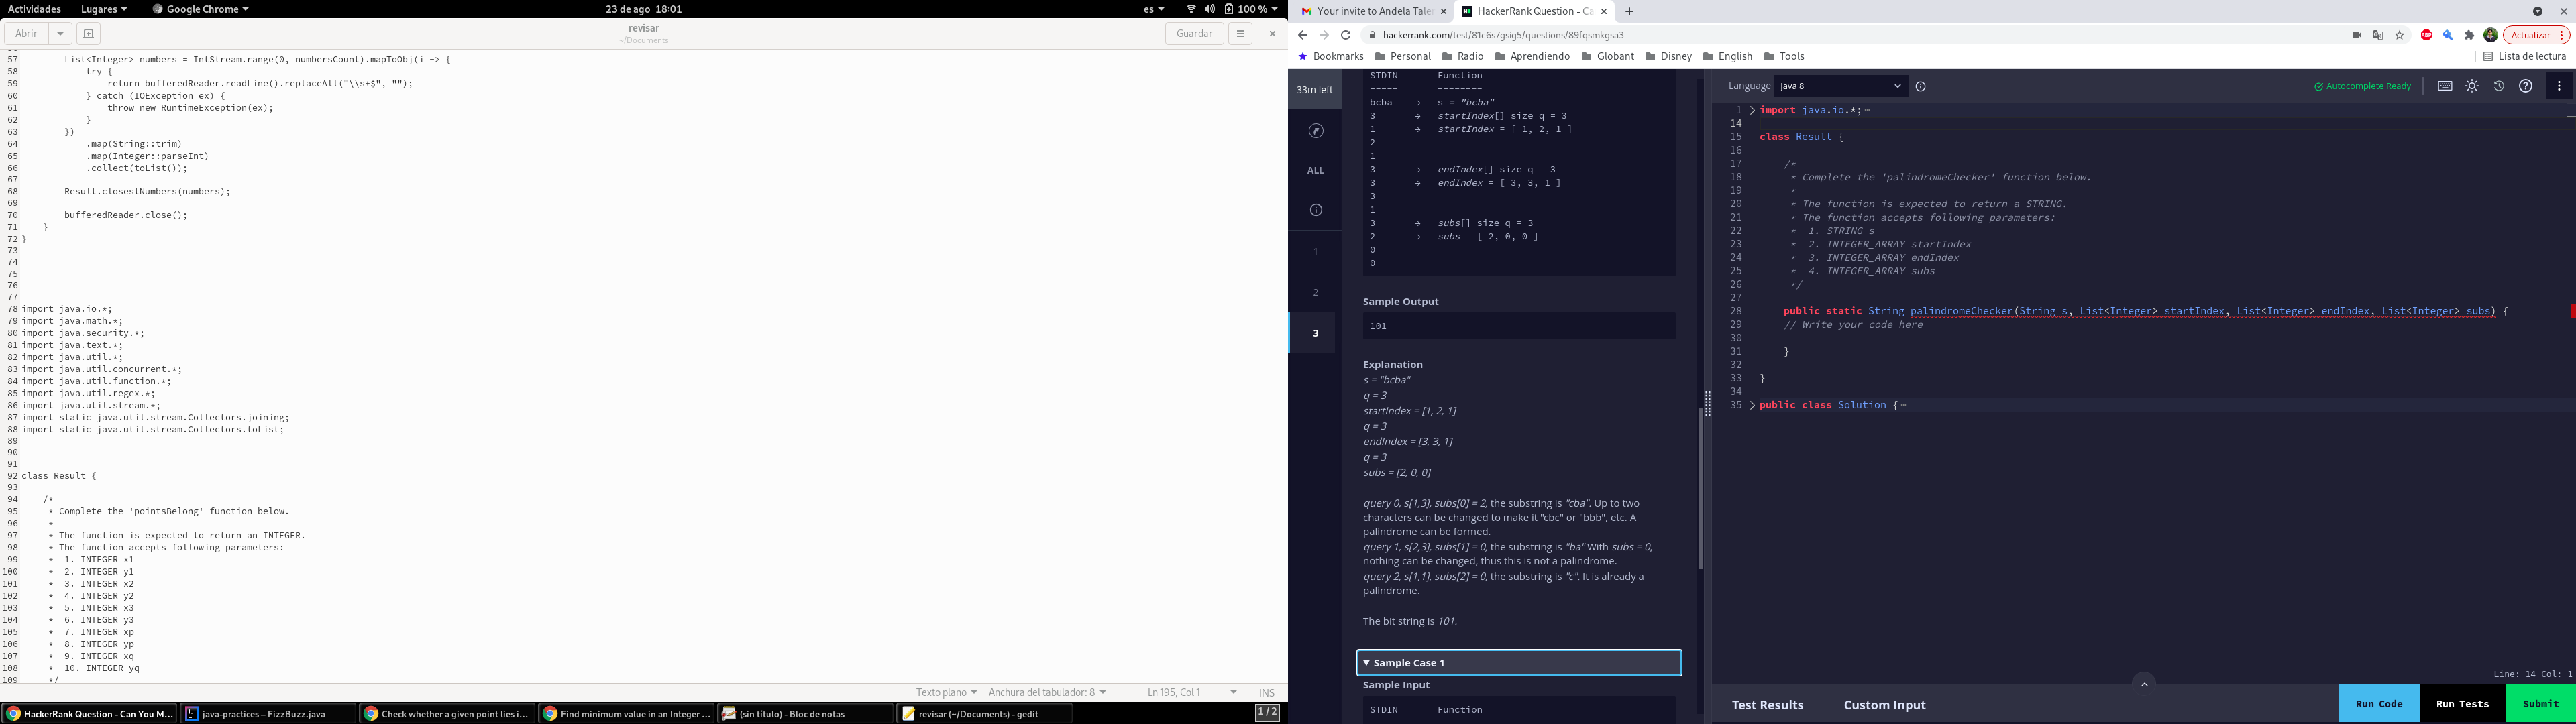 Actividades Lugares Google Chrome 23 de ago 18:01 es 100 %
Abrir revisar Guardar
~/Documents
57 List<Integer> numbers = IntStream.range(0, numbersCount).mapToObj(i -> {
58 try {
59 return bufferedReader.readLine().replaceAll("\\s+$", "");
60 } catch (IOException ex) {
61 throw new RuntimeException(ex);
62 }
63 })
64 .map(String::trim)
65 .map(Integer::parseInt)
66 .collect(toList());
67
68 Result.closestNumbers(numbers);
69
70 bufferedReader.close();
71 }
72 }
73
74
75 -----------------------------------
76
77
78 import java.io.*;
79 import java.math.*;
80 import java.security.*;
81 import java.text.*;
82 import java.util.*;
83 import java.util.concurrent.*;
84 import java.util.function.*;
85 import java.util.regex.*;
86 import java.util.stream.*;
87 import static java.util.stream.Collectors.joining;
88 import static java.util.stream.Collectors.toList;
89
90
91
92 class Result {
93
94 /*
95 * Complete the 'pointsBelong' function below.
96 *
97 * The function is expected to return an INTEGER.
98 * The function accepts following parameters:
99 * 1. INTEGER x1
100 * 2. INTEGER y1
101 * 3. INTEGER x2
102 * 4. INTEGER y2
103 * 5. INTEGER x3
104 * 6. INTEGER y3
105 * 7. INTEGER xp
106 * 8. INTEGER yp
107 * 9. INTEGER xq
108 * 10. INTEGER yq
109 */
Texto plano Anchura del tabulador: 8 Ln 195, Col 1 INS
HackerRank Question - Can You M... java-practices – FizzBuzz.java Check whether a given point lies i... Find minimum value in an Integer ... (sin título) - Bloc de notas revisar (~/Documents) - gedit 1 / 2
Your invite to Andela Tale HackerRank Question - Ca
hackerrank.com/test/81c6s7gsig5/questions/89fqsmkgsa3 ABP Actualizar
Bookmarks Personal Radio Aprendiendo Globant Disney English Tools Lista de lectura
33m left
ALL
1
2
3
STDIN Function
----- --------
bcba → s = "bcba"
3 → startIndex[] size q = 3
1 → startIndex = [ 1, 2, 1 ]
2
1
3 → endIndex[] size q = 3
3 → endIndex = [ 3, 3, 1 ]
3
1
3 → subs[] size q = 3
2 → subs = [ 2, 0, 0 ]
0
0
Sample Output
101
Explanation
s = "bcba"
q = 3
startIndex = [1, 2, 1]
q = 3
endIndex = [3, 3, 1]
q = 3
subs = [2, 0, 0]
query 0, s[1,3], subs[0] = 2, the substring is "cba". Up to two
characters can be changed to make it "cbc" or "bbb", etc. A
palindrome can be formed.
query 1, s[2,3], subs[1] = 0, the substring is "ba" With subs = 0,
nothing can be changed, thus this is not a palindrome.
query 2, s[1,1], subs[2] = 0, the substring is "c". It is already a
palindrome.
The bit string is 101.
Sample Case 1
Sample Input
STDIN Function
Language Java 8 Autocomplete Ready
1 import java.io.*;
14
15 class Result {
16
17 /*
18 * Complete the 'palindromeChecker' function below.
19 *
20 * The function is expected to return a STRING.
21 * The function accepts following parameters:
22 * 1. STRING s
23 * 2. INTEGER_ARRAY startIndex
24 * 3. INTEGER_ARRAY endIndex
25 * 4. INTEGER_ARRAY subs
26 */
27
28 public static String palindromeChecker(String s, List<Integer> startIndex, List<Integer> endIndex, List<Integer> subs) {
29 // Write your code here
30
31 }
32
33 }
34
35 public class Solution {
Line: 14 Col: 1
Test Results Custom Input Run Code Run Tests Submit